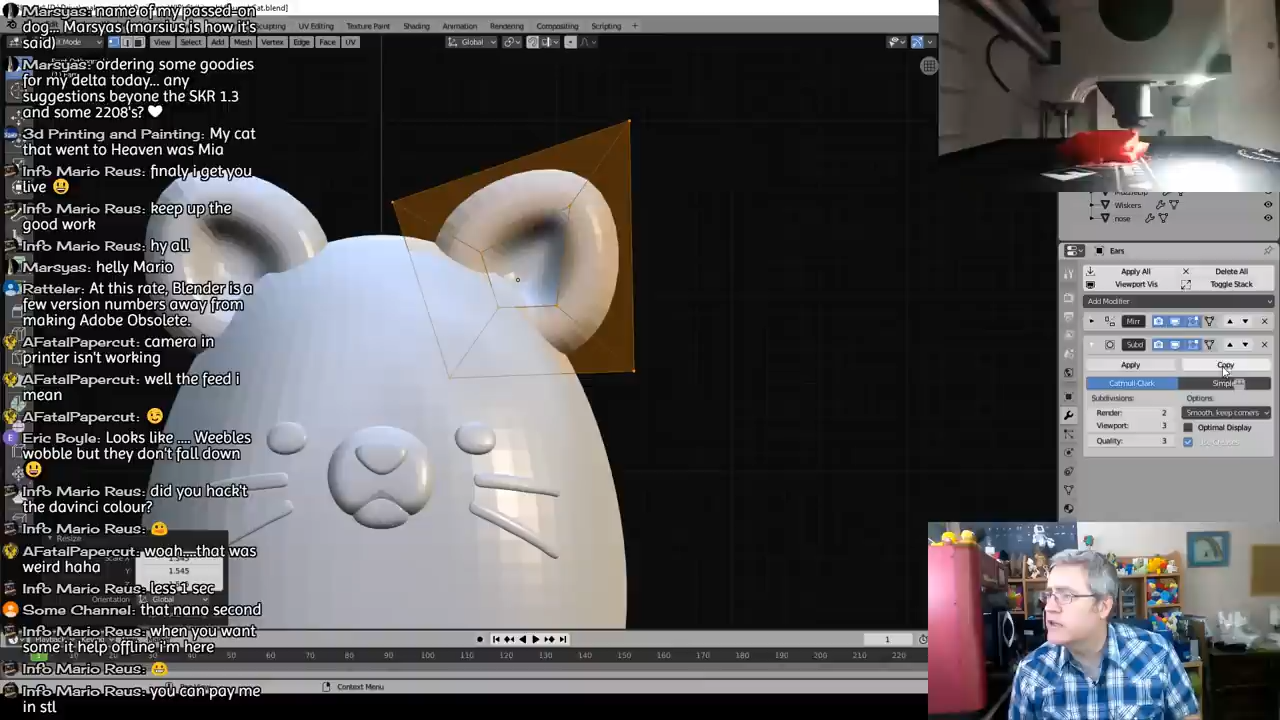 Marsyas: name of my passed-on
dog... Marsyas (marsius is how it's
said)
Marsyas: ordering some goodies
for my delta today... any
suggestions beyone the SKR 1.3
and some 2208's?
3d Printing and Painting: My cat
that went to Heaven was Mia
Info Mario Reus: finaly i get you
live 😃
Info Mario Reus: keep up the
good work
Info Mario Reus: hy all
Marsyas: helly Mario
Ratteler: At this rate, Blender is a
few version numbers away from
making Adobe Obsolete.
AFatalPapercut: camera in
printer isn't working
AFatalPapercut: well the feed i
mean
AFatalPapercut: 😉
Eric Boyle: Looks like .... Weebles
wobble but they don't fall down
😃
Info Mario Reus: did you hack't
the davinci colour?
Info Mario Reus:
AFatalPapercut: woah....that was
weird haha
Info Mario Reus: less 1 sec
Some Channel: that nano second
Info Mario Reus: when you want
some it help offline i'm here
Info Mario Reus: 😃
Info Mario Reus: you can pay me
in stl
UV Editing
Texture Paint
Shading
Animation
Rendering
Compositing
Scripting
+
View
Select
Add
Mesh
Vertex
Edge
Face
UV
Global
Wiskers
nose
Ears
Apply All
Delete All
Viewport Vis
Toggle Stack
Add Modifier
Mirr
Subd
Apply
Copy
Catmull-Clark
Simple
Subdivisions:
Options:
Render: 2
Smooth, keep corners
Viewport: 3
Optimal Display
Quality: 3
Resize
1.545
Y: 1.571
Orientation
Global
1
50
60
70
80
90
100
110
120
130
140
150
160
170
180
190
200
210
220
Context Menu